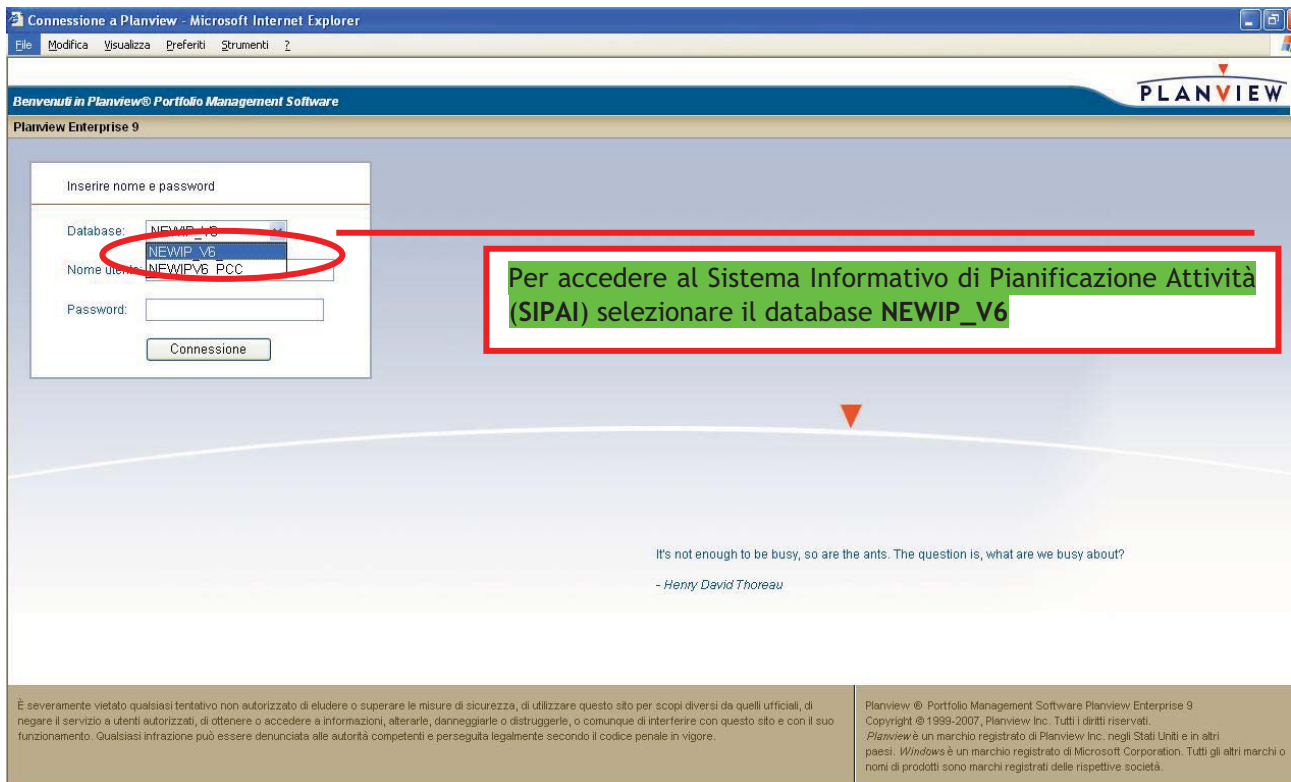 Connessione a Planview - Microsoft Internet Explorer
File Modifica Visualizza Preferiti Strumenti ?
PLANVIEW
Benvenuti in Planview® Portfolio Management Software
Planview Enterprise 9
Inserire nome e password
Database: NEWIP_V6
NEWIP_V6
Nome utente: NEWIPV6_PCC
Password:
Connessione
Per accedere al Sistema Informativo di Pianificazione Attività
(SIPAI) selezionare il database NEWIP_V6
It's not enough to be busy, so are the ants. The question is, what are we busy about?
- Henry David Thoreau
È severamente vietato qualsiasi tentativo non autorizzato di eludere o superare le misure di sicurezza, di utilizzare questo sito per scopi diversi da quelli ufficiali, di
negare il servizio a utenti autorizzati, di ottenere o accedere a informazioni, alterarle, danneggiarle o distruggerle, o comunque di interferire con questo sito e con il suo
funzionamento. Qualsiasi infrazione può essere denunciata alle autorità competenti e perseguita legalmente secondo il codice penale in vigore.
Planview ® Portfolio Management Software Planview Enterprise 9
Copyright © 1999-2007, Planview Inc. Tutti i diritti riservati.
Planview è un marchio registrato di Planview Inc. negli Stati Uniti e in altri
paesi. Windows è un marchio registrato di Microsoft Corporation. Tutti gli altri marchi o
nomi di prodotti sono marchi registrati delle rispettive società.